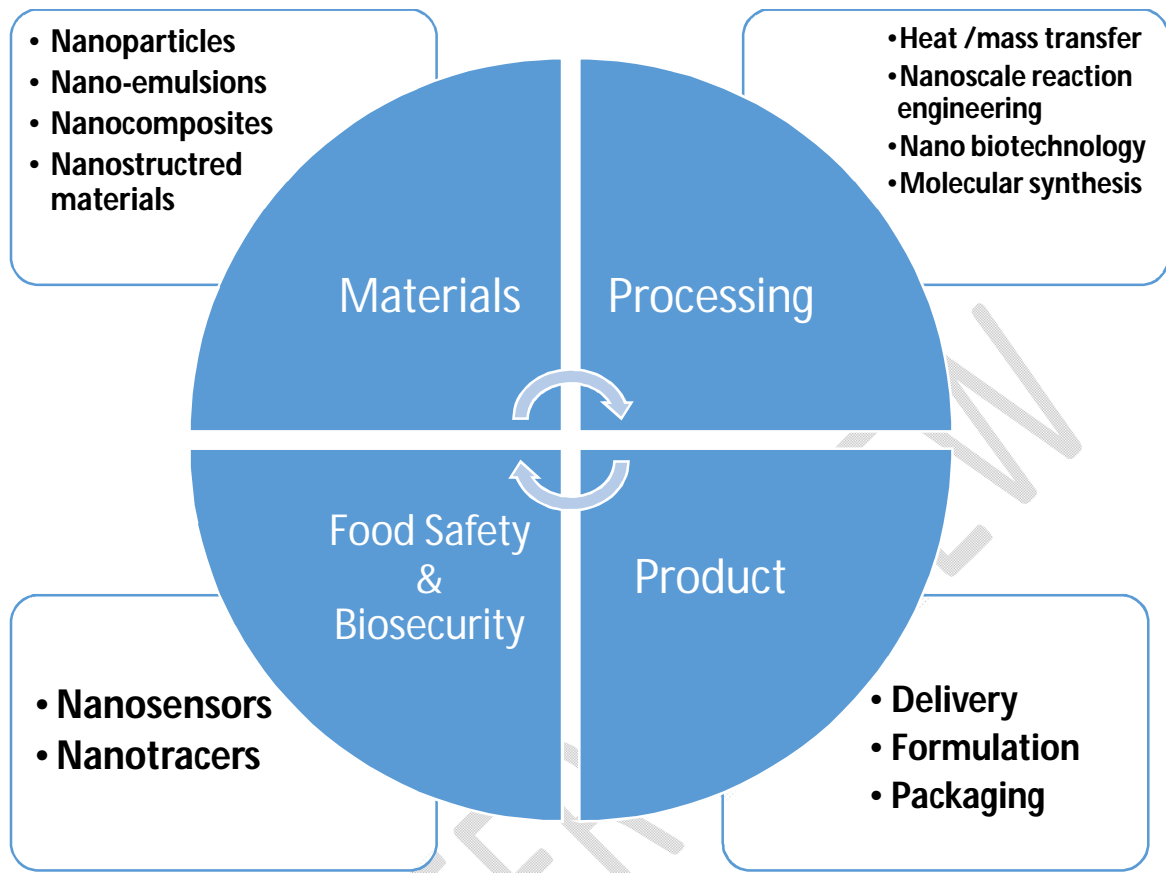 • Nanoparticles
• Nano-emulsions
• Nanocomposites
• Nanostructred
materials
•Heat /mass transfer
•Nanoscale reaction
engineering
•Nano biotechnology
•Molecular synthesis
Materials
Processing
Food Safety
&
Biosecurity
Product
• Nanosensors
• Nanotracers
• Delivery
• Formulation
• Packaging